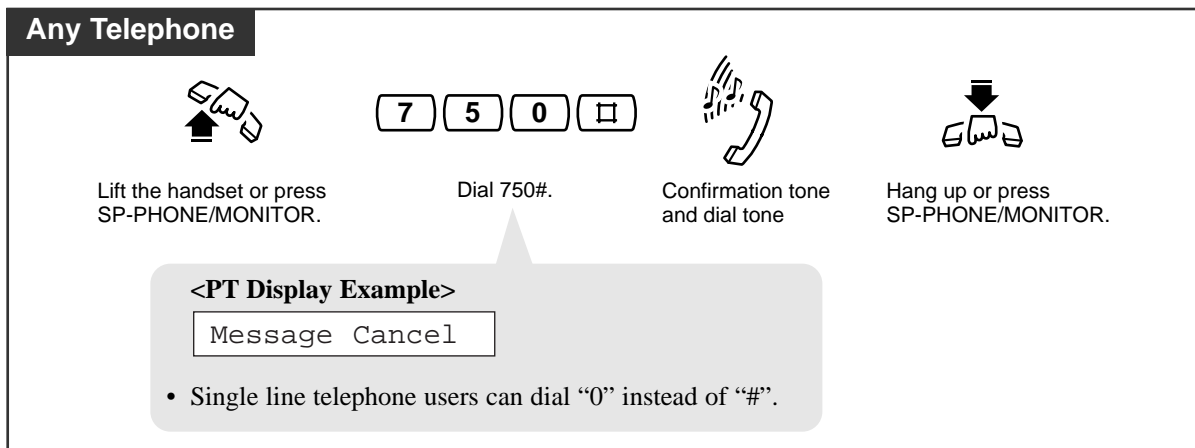 Any Telephone
7 5 0 #
Lift the handset or press
SP-PHONE/MONITOR.
Dial 750#.
Confirmation tone
and dial tone
Hang up or press
SP-PHONE/MONITOR.
<PT Display Example>
Message Cancel
• Single line telephone users can dial “0” instead of “#”.